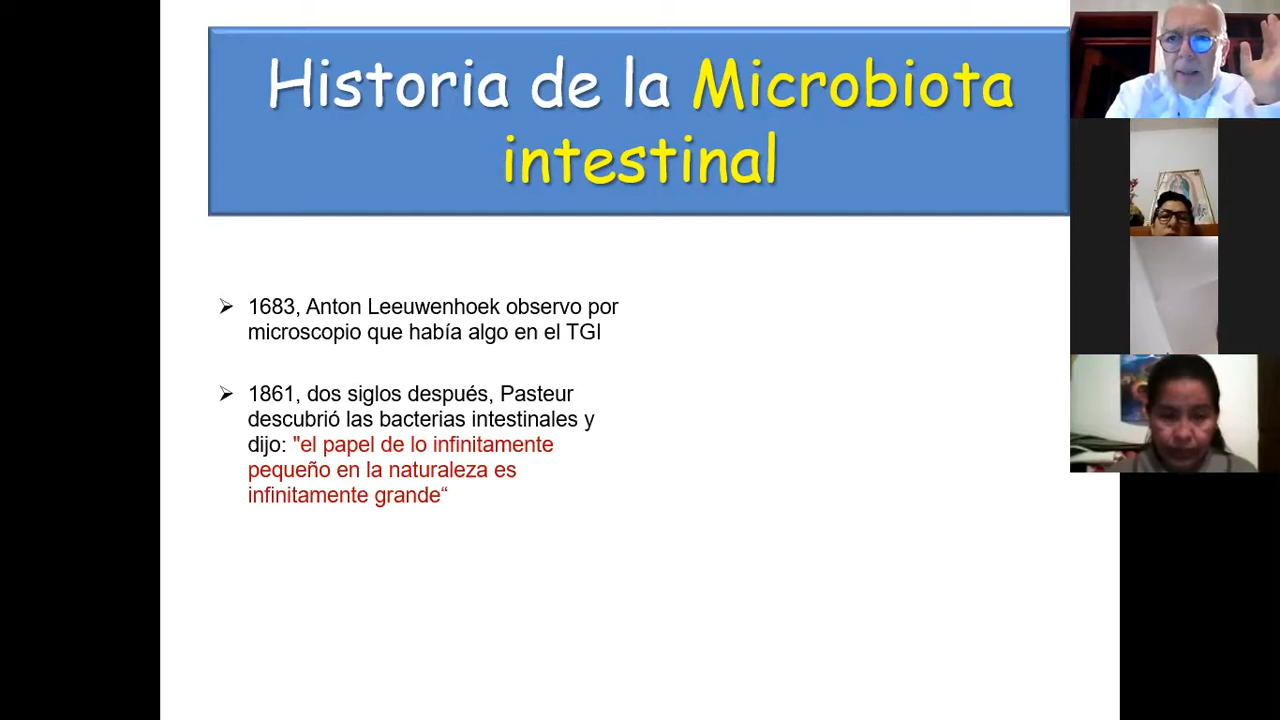 Historia de la Microbiota
intestinal
➢ 1683, Anton Leeuwenhoek observo por
microscopio que había algo en el TGI
➢ 1861, dos siglos después, Pasteur
descubrió las bacterias intestinales y
dijo: "el papel de lo infinitamente
pequeño en la naturaleza es
infinitamente grande“